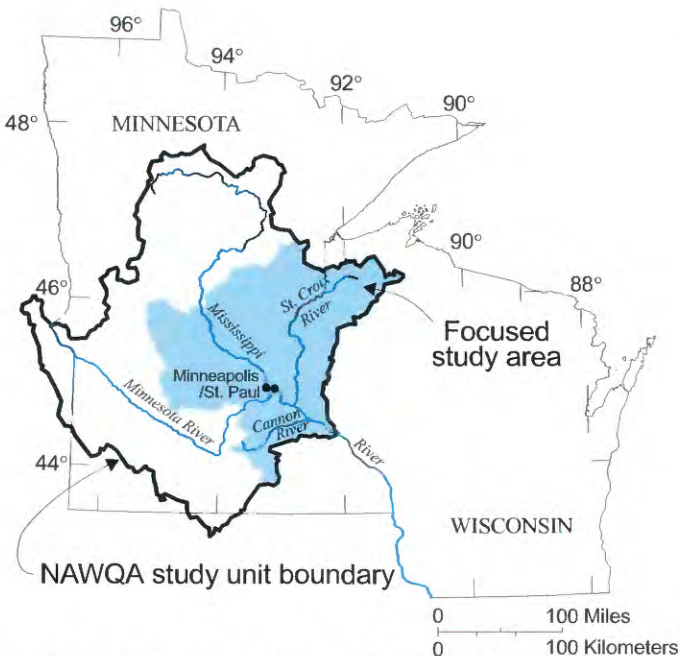 96°
94°
92°
90°
48°
MINNESOTA
90°
88°
46°
St. Croix
River
Mississippi
Focused
study area
Minneapolis
/St. Paul
Minnesota River
Cannon
River
River
44°
WISCONSIN
NAWQA study unit boundary
0 100 Miles
0 100 Kilometers